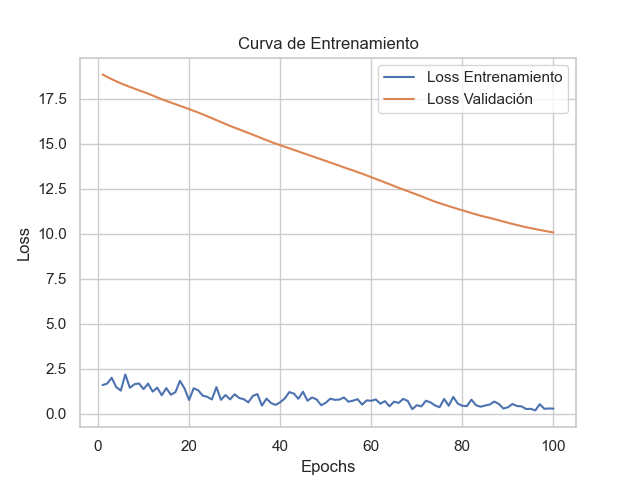 Curva de Entrenamiento
Loss Entrenamiento
Loss Validación
17.5
15.0
12.5
10.0
7.5
5.0
2.5
0.0
Loss
0 20 40 60 80 100
Epochs